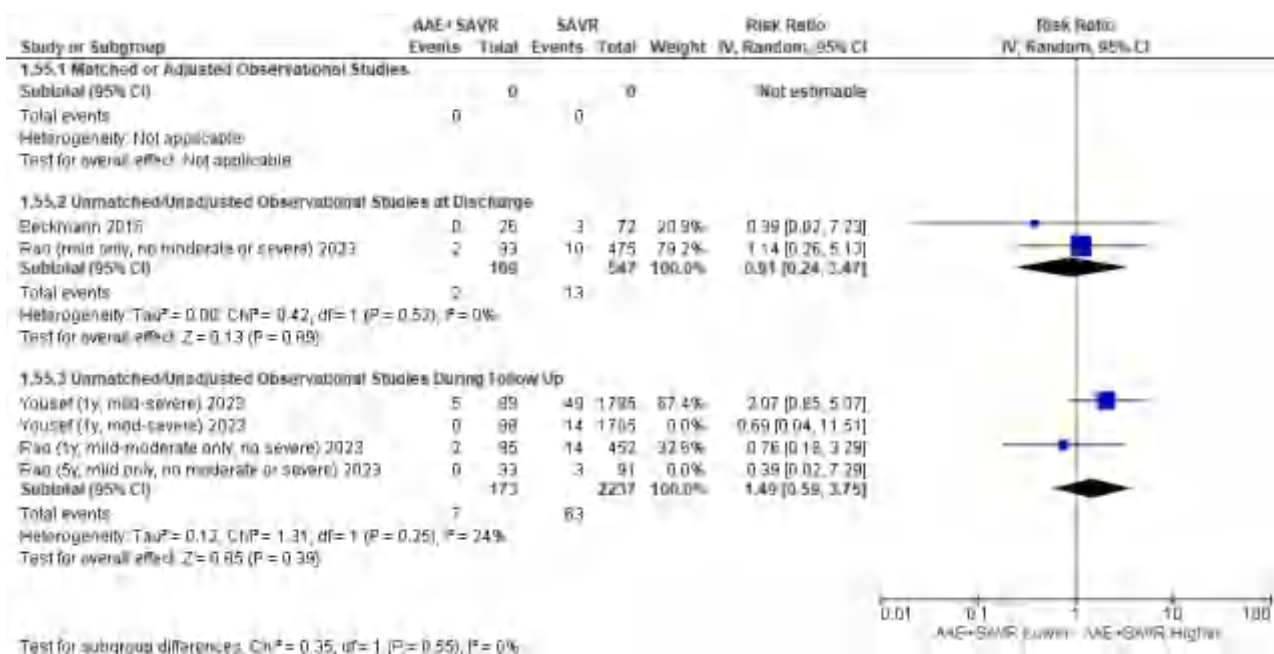 AAE+SAVR SAVR Risk Ratio Risk Ratio
Study or Subgroup Events Total Events Total Weight IV, Random, 95% CI IV, Random, 95% CI
1.55.1 Matched or Adjusted Observational Studies
Subtotal (95% CI) 0 0 Not estimable
Total events 0 0
Heterogeneity: Not applicable
Test for overall effect: Not applicable
1.55.2 Unmatched/Unadjusted Observational Studies at Discharge
Beckmann 2016 0 26 3 72 20.9% 0.39 [0.02, 7.23]
Rao (mild only, no moderate or severe) 2023 2 83 10 475 79.2% 1.14 [0.26, 5.13]
Subtotal (95% CI) 109 547 100.0% 0.91 [0.24, 3.47]
Total events 2 13
Heterogeneity: Tau² = 0.00; Chi² = 0.42, df = 1 (P = 0.52); I² = 0%
Test for overall effect: Z = 0.13 (P = 0.89)
1.55.3 Unmatched/Unadjusted Observational Studies During Follow Up
Yousef (1y, mild-severe) 2023 5 49 67.4% 2.07 [0.85, 5.07]
Yousef (1y, mod-severe) 2023 0 14 0.0% 0.69 [0.04, 11.51]
Rao (1y, mild-moderate only, no severe) 2023 2 14 452 32.6% 0.76 [0.18, 3.29]
Rao (5y, mild only, no moderate or severe) 2023 0 33 3 91 0.0% 0.39 [0.02, 7.29]
Subtotal (95% CI) 173 2237 100.0% 1.49 [0.59, 3.75]
Total events 7 63
Heterogeneity: Tau² = 0.12; Chi² = 1.31, df = 1 (P = 0.25); I² = 24%
Test for overall effect: Z = 0.85 (P = 0.39)
0.01 0.1 1 10 100
AAE+SAVR Lower AAE+SAVR Higher
Test for subgroup differences: Chi² = 0.35, df = 1 (P = 0.55), I² = 0%